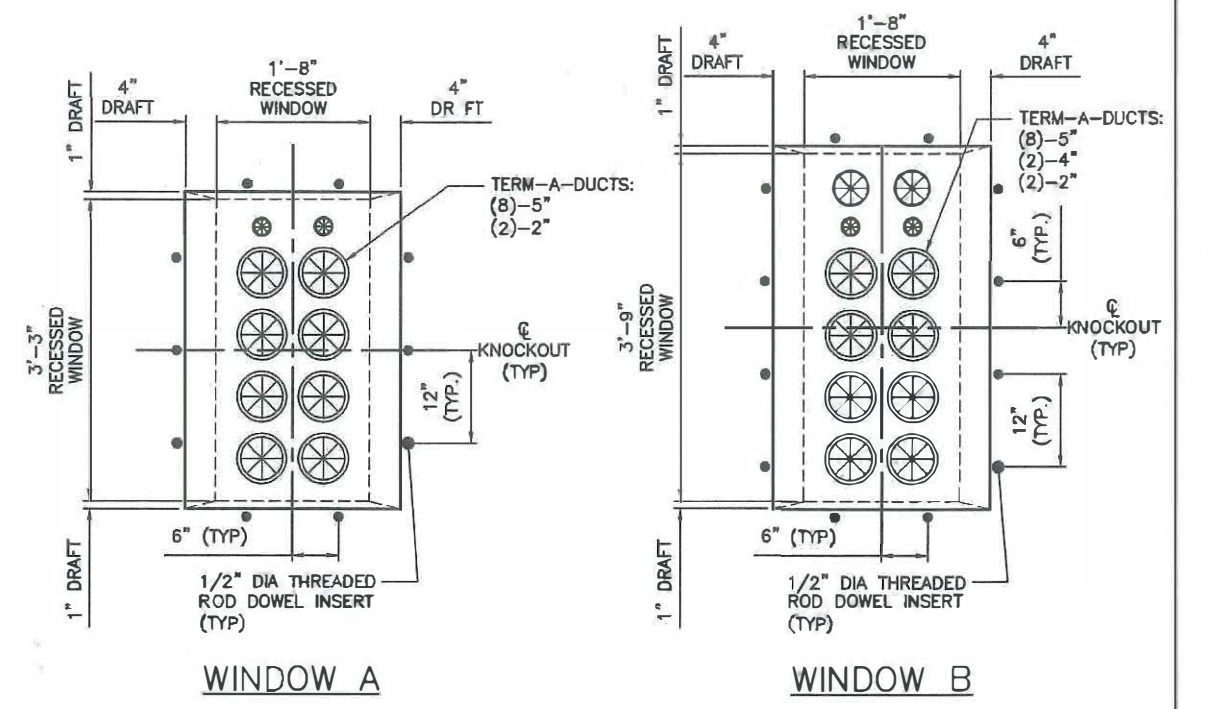 4"
DRAFT
1'-8"
RECESSED
WINDOW
4"
DR FT
1" DRAFT
TERM-A-DUCTS:
(8)-5"
(2)-2"
3'-3"
RECESSED
WINDOW
℄
KNOCKOUT
(TYP)
12"
(TYP.)
6" (TYP)
1" DRAFT
1/2" DIA THREADED
ROD DOWEL INSERT
(TYP)
WINDOW A
4"
DRAFT
1'-8"
RECESSED
WINDOW
4"
DRAFT
1" DRAFT
TERM-A-DUCTS:
(8)-5"
(2)-4"
(2)-2"
6"
(TYP.)
3'-9"
RECESSED
WINDOW
℄
KNOCKOUT
(TYP)
12"
(TYP.)
6" (TYP)
1" DRAFT
1/2" DIA THREADED
ROD DOWEL INSERT
(TYP)
WINDOW B